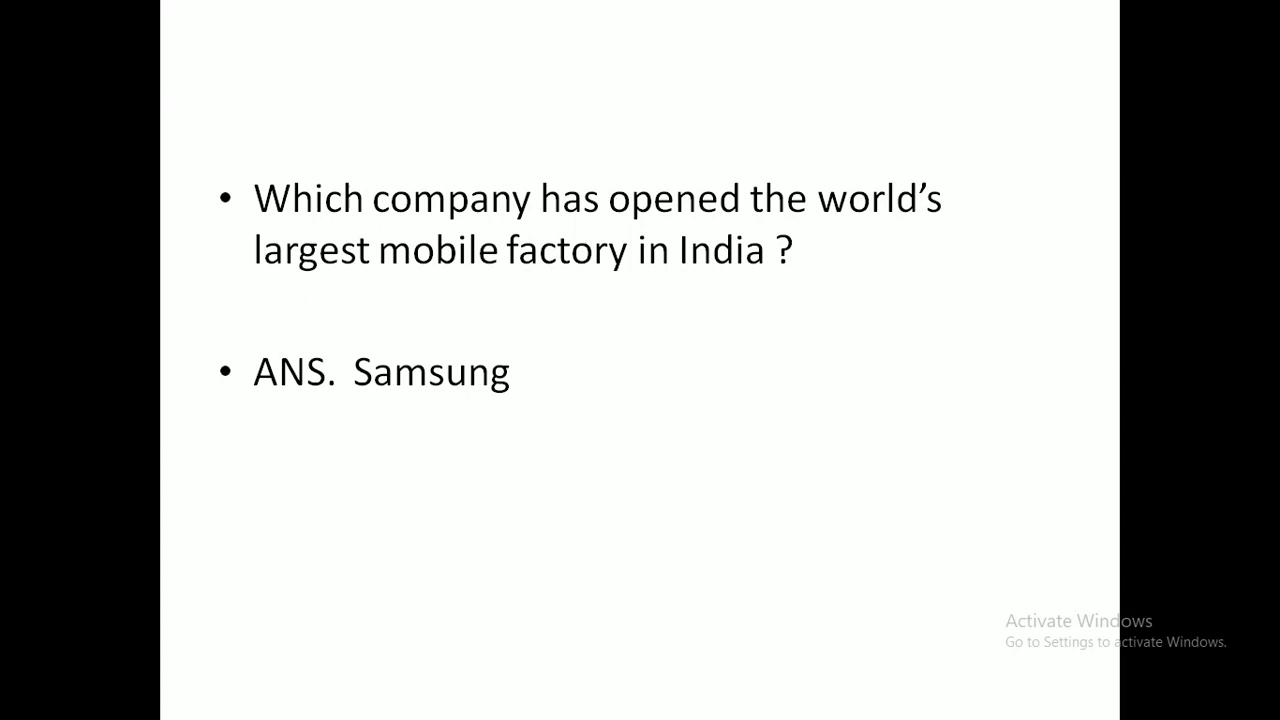 • Which company has opened the world’s
largest mobile factory in India ?
• ANS.  Samsung
Activate Windows
Go to Settings to activate Windows.